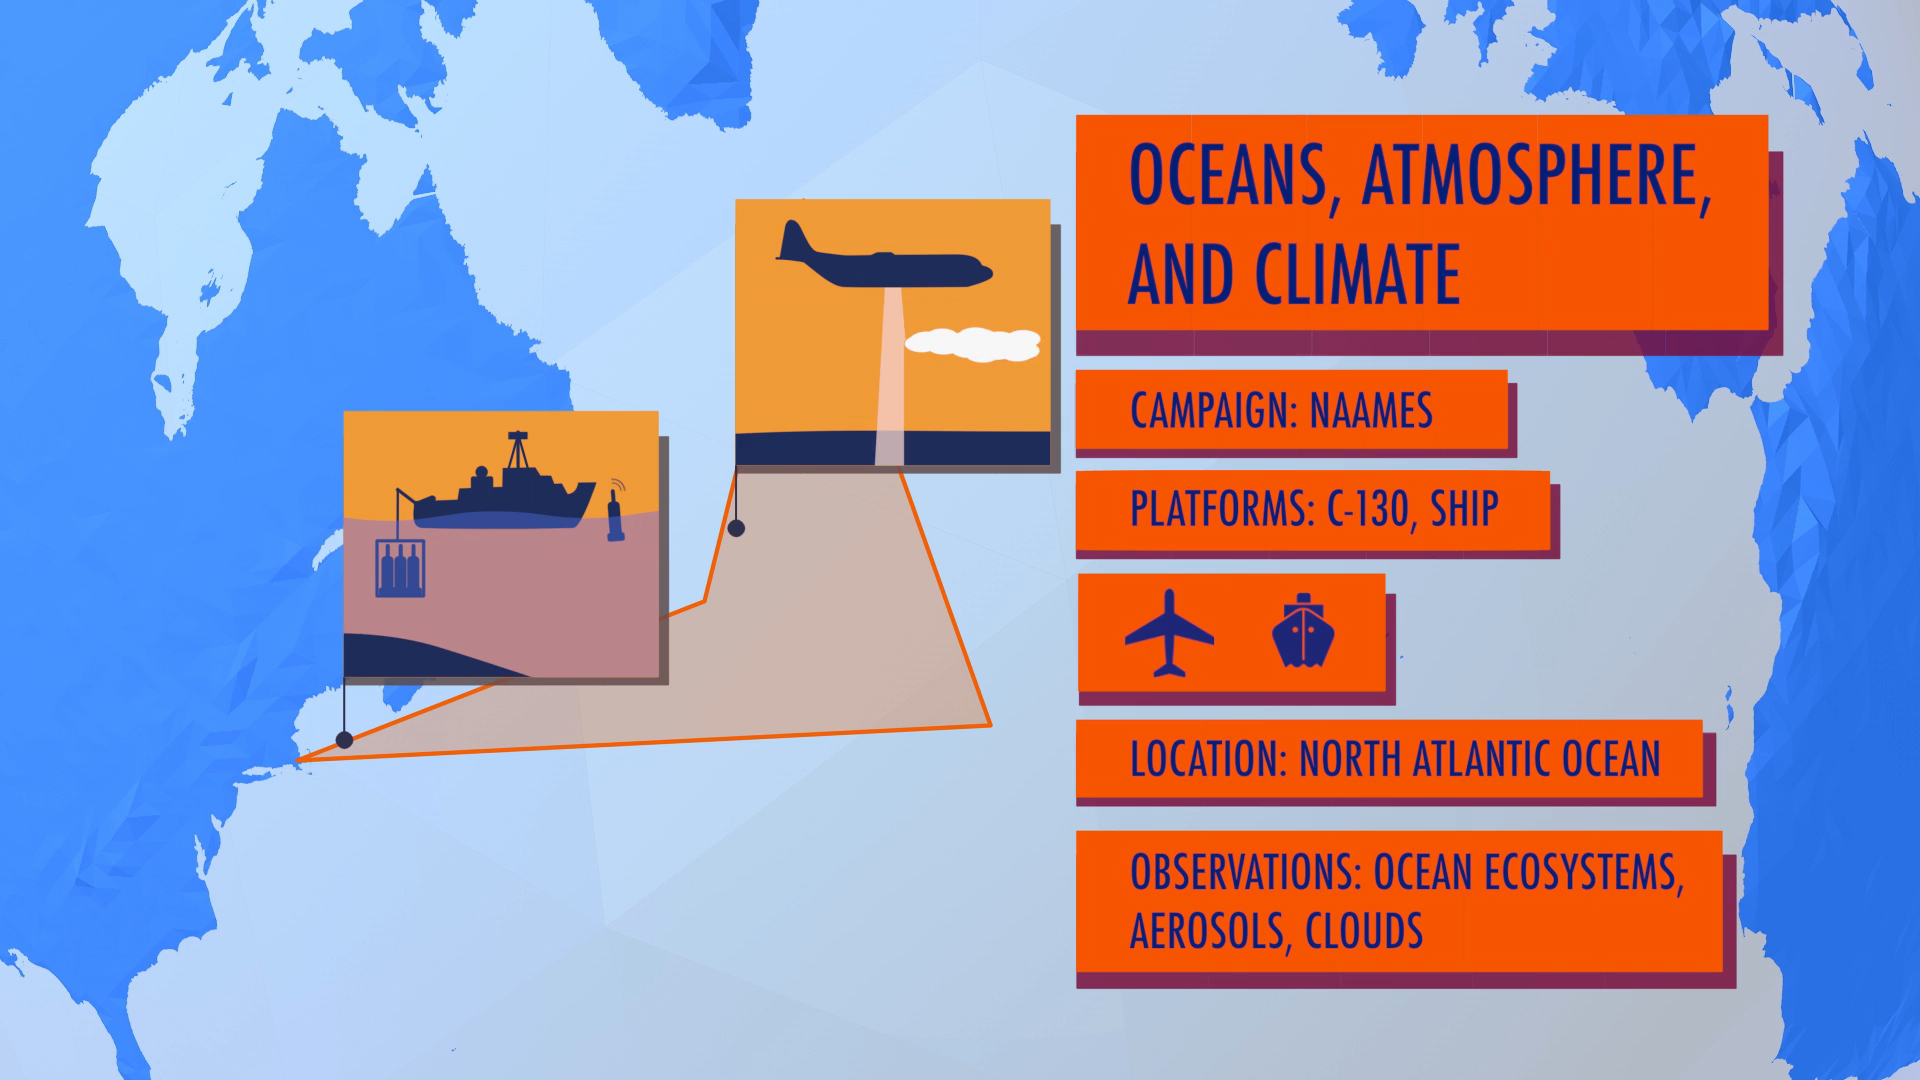 OCEANS, ATMOSPHERE,
AND CLIMATE
CAMPAIGN: NAAMES
PLATFORMS: C-130, SHIP
LOCATION: NORTH ATLANTIC OCEAN
OBSERVATIONS: OCEAN ECOSYSTEMS,
AEROSOLS, CLOUDS